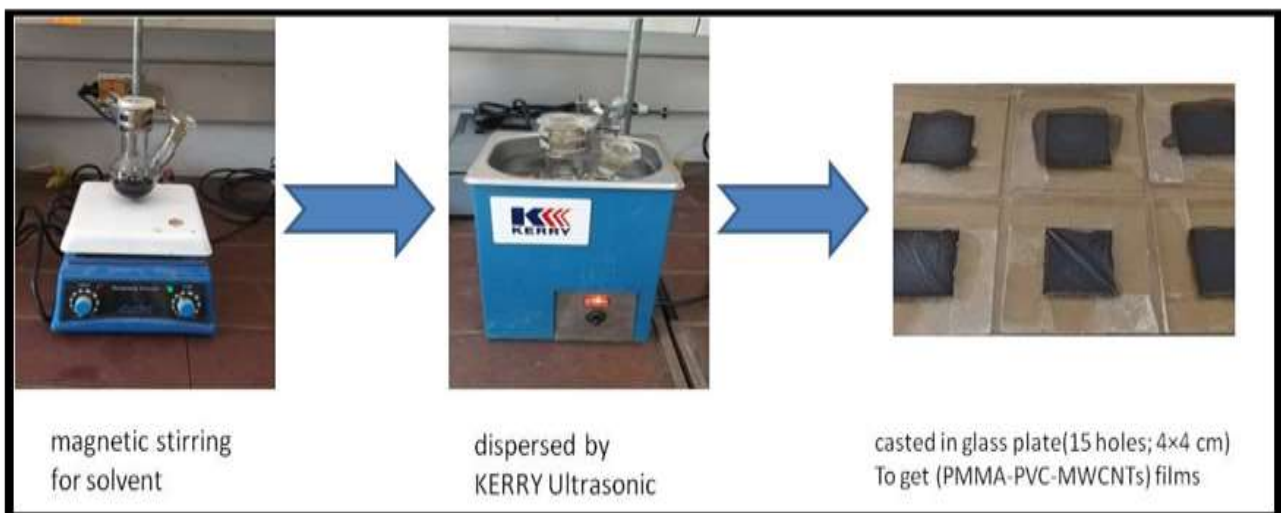 KERRY
magnetic stirring
for solvent
dispersed by
KERRY Ultrasonic
casted in glass plate(15 holes; 4×4 cm)
To get (PMMA-PVC-MWCNTs) films